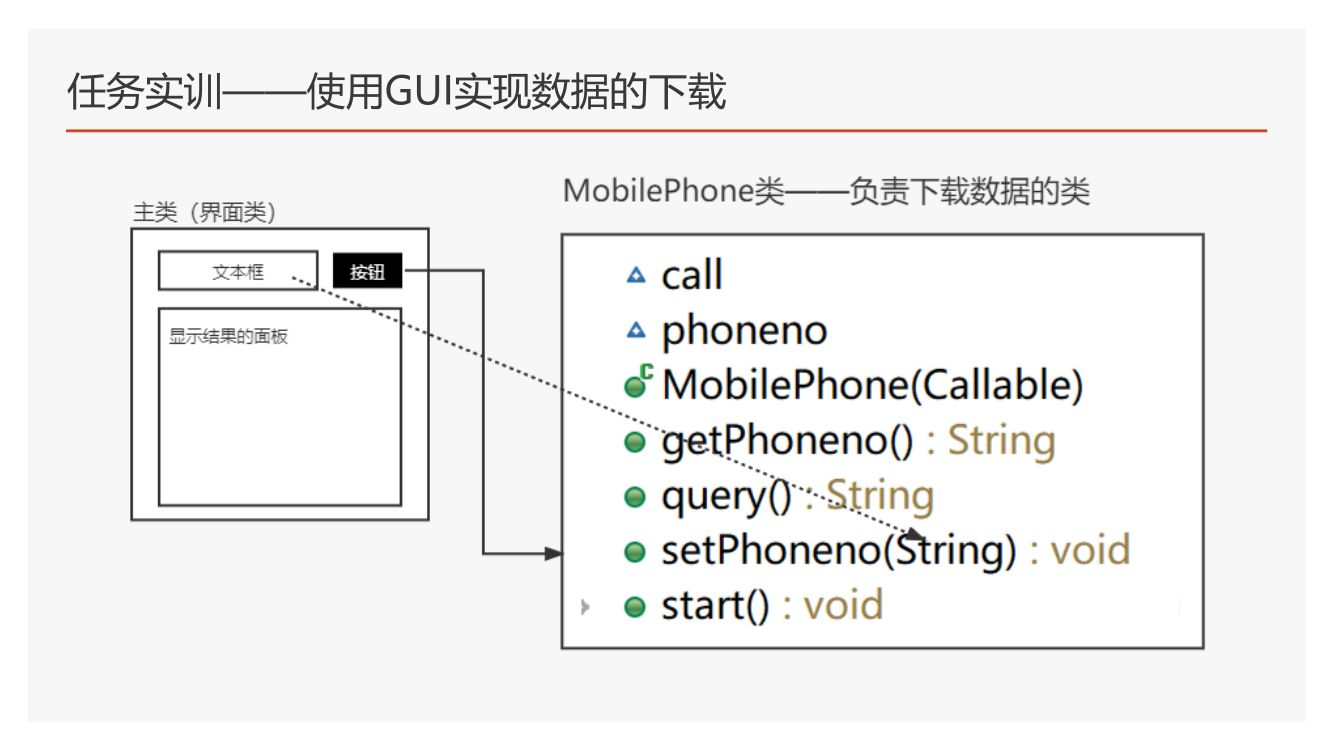 任务实训——使用GUI实现数据的下载
MobilePhone类——负责下载数据的类
主类（界面类）
文本框
按钮
显示结果的面板
call
phoneno
C MobilePhone(Callable)
getPhoneno() : String
query() : String
setPhoneno(String) : void
start() : void